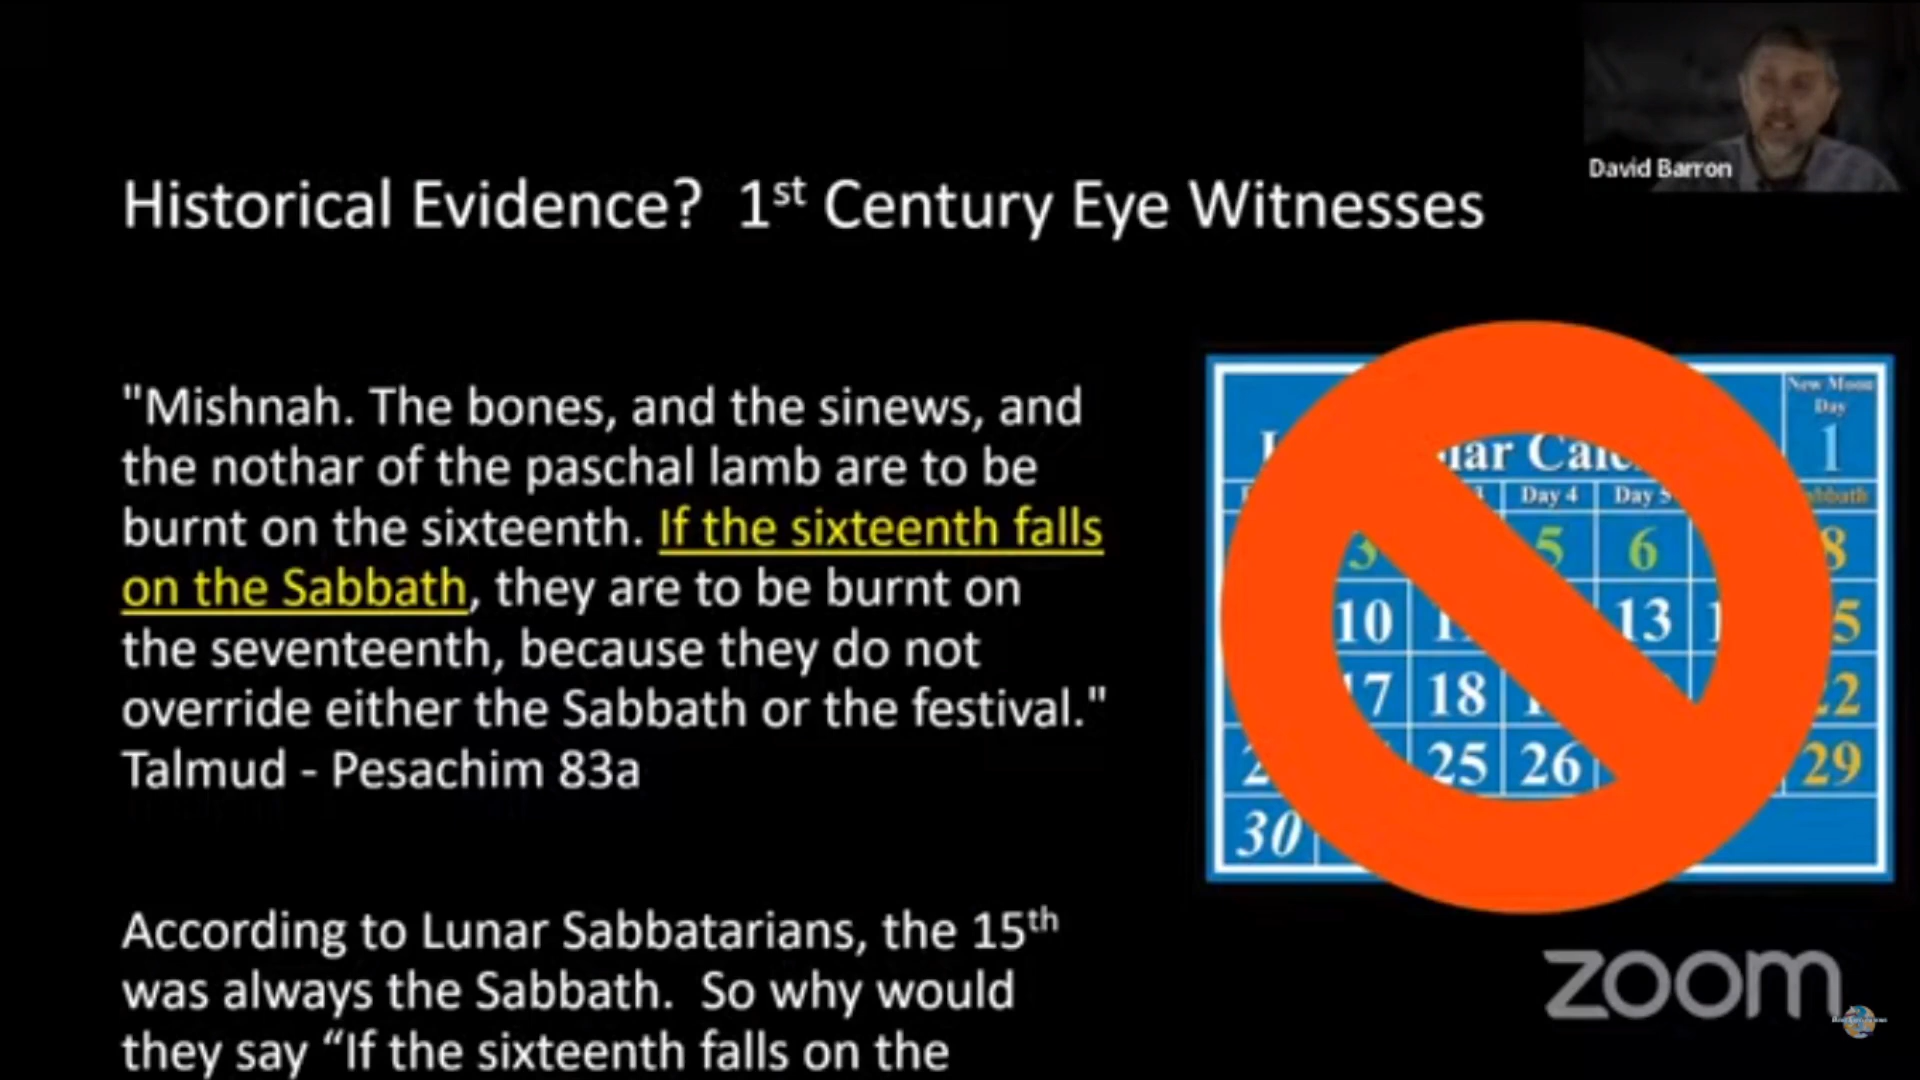 David Barron
Historical Evidence? 1st Century Eye Witnesses
"Mishnah. The bones, and the sinews, and
the nothar of the paschal lamb are to be
burnt on the sixteenth. If the sixteenth falls
on the Sabbath, they are to be burnt on
the seventeenth, because they do not
override either the Sabbath or the festival."
Talmud - Pesachim 83a
According to Lunar Sabbatarians, the 15th
was always the Sabbath. So why would
they say “If the sixteenth falls on the
New Moon
Day
1
Day 4 Day 5
5 6 8
10 13
18 22
25 26 29
30
zoom